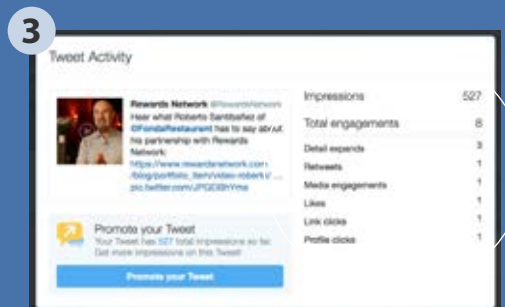 3
Tweet Activity
Rewards Network @RewardsNetwork
Hear what Roberto Santibañez of
@FondaRestaurant has to say about
his partnership with Rewards
Network:
https://www.rewardsnetwork.com
/blog/portfolio_item/video-robert
pic.twitter.com/
Promote your Tweet
Your Tweet has 527 total impressions so far.
Get more impressions on this Tweet!
Promote your Tweet
Impressions 527
Total engagements 8
Detail expands 3
Retweets 1
Media engagements 1
Likes 1
Link clicks 1
Profile clicks 1